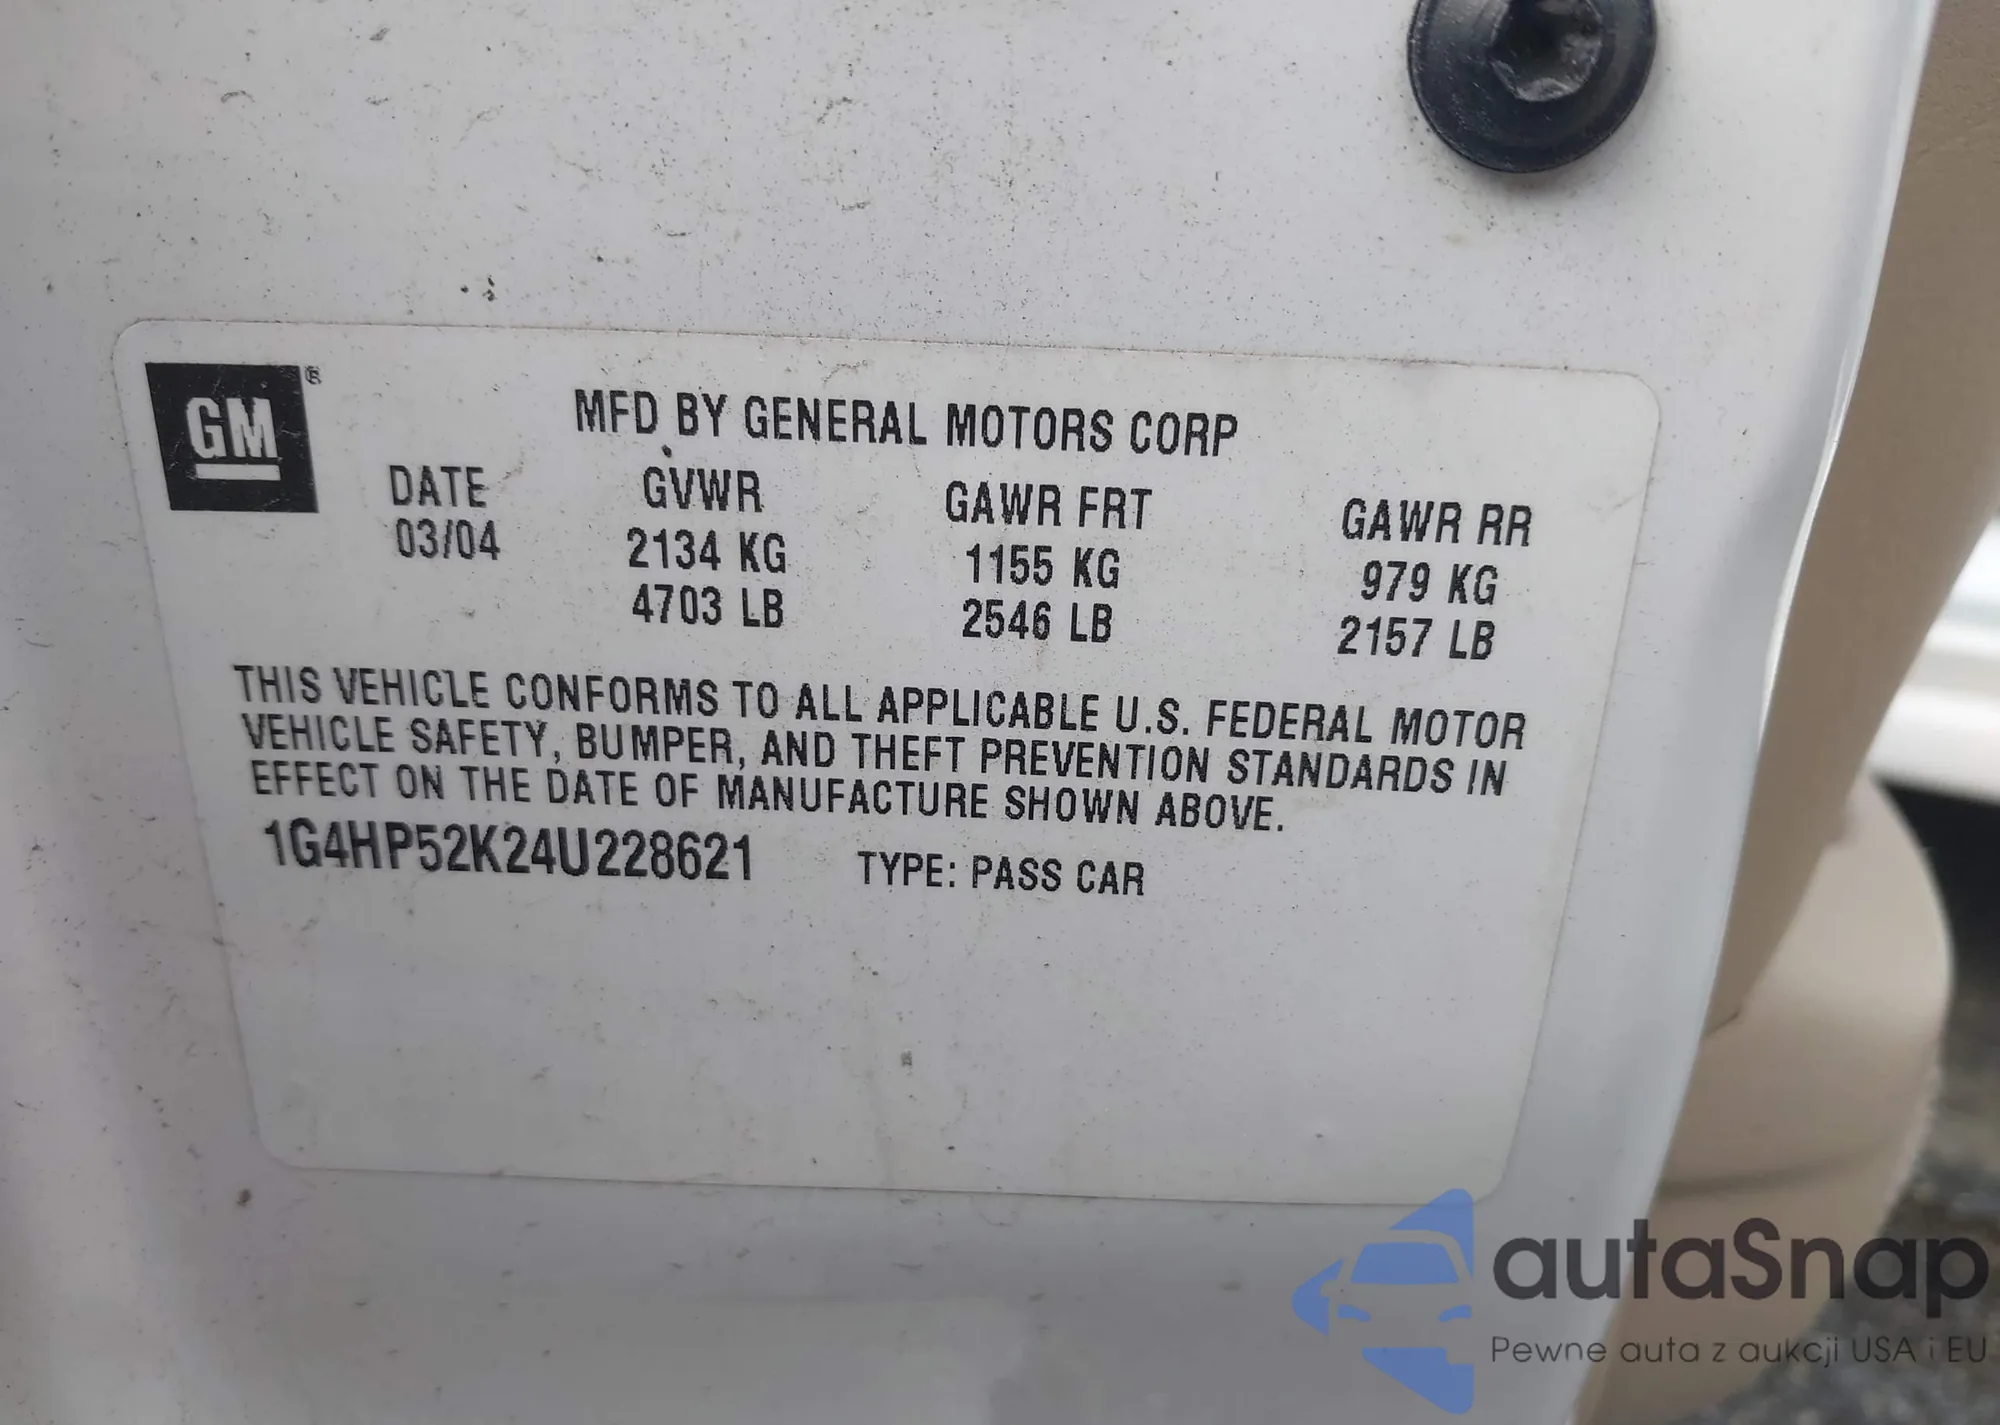 GM ®
MFD BY GENERAL MOTORS CORP
DATE GVWR GAWR FRT GAWR RR
03/04 2134 KG 1155 KG 979 KG
4703 LB 2546 LB 2157 LB
THIS VEHICLE CONFORMS TO ALL APPLICABLE U.S. FEDERAL MOTOR
VEHICLE SAFETY, BUMPER, AND THEFT PREVENTION STANDARDS IN
EFFECT ON THE DATE OF MANUFACTURE SHOWN ABOVE.
1G4HP52K24U228621 TYPE: PASS CAR
autaSnap
Pewne auta z aukcji USA i EU